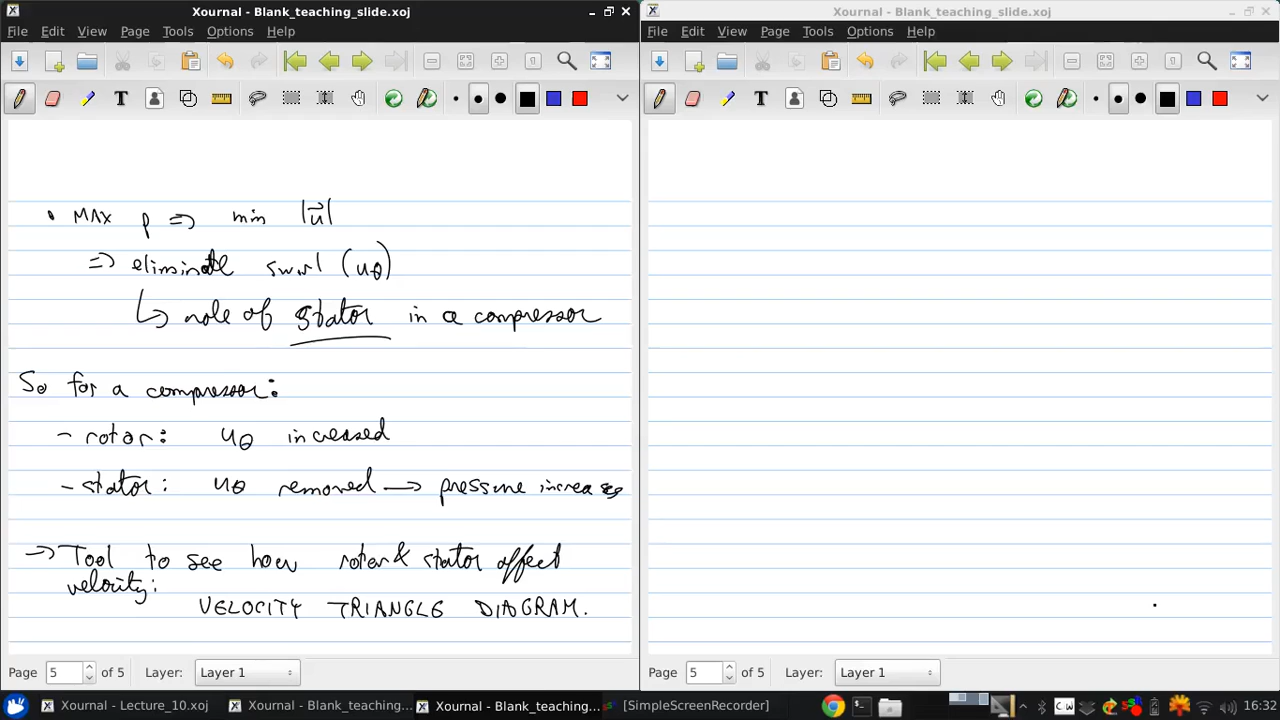 Xournal - Blank_teaching_slide.xoj
File Edit View Page Tools Options Help
• MAX p => min |u⃗|
=> eliminate swirl (uθ)
↳ role of stator in a compressor
So for a compressor:
- rotor: uθ increased
- stator: uθ removed → pressure increases
→ Tool to see how rotor & stator affect
velocity:
VELOCITY TRIANGLE DIAGRAM.
Page 5 of 5 Layer: Layer 1
Xournal - Blank_teaching_slide.xoj
File Edit View Page Tools Options Help
Page 5 of 5 Layer: Layer 1
Xournal - Lecture_10.xoj Xournal - Blank_teaching... Xournal - Blank_teaching... [SimpleScreenRecorder] 16:32